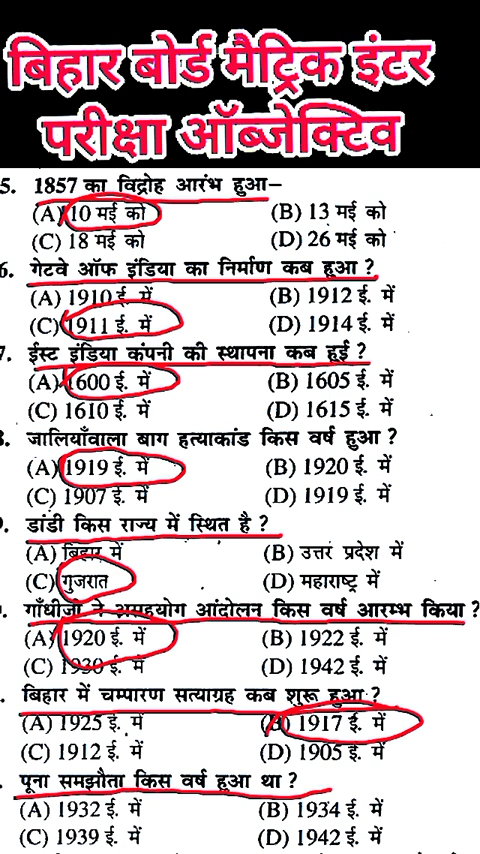 बिहार बोर्ड मैट्रिक इंटर
परीक्षा ऑब्जेक्टिव
5. 1857 का विद्रोह आरंभ हुआ–
(A) 10 मई को (B) 13 मई को
(C) 18 मई को (D) 26 मई को
6. गेटवे ऑफ इंडिया का निर्माण कब हुआ ?
(A) 1910 ई. में (B) 1912 ई. में
(C) 1911 ई. में (D) 1914 ई. में
7. ईस्ट इंडिया कंपनी की स्थापना कब हुई ?
(A) 1600 ई. में (B) 1605 ई. में
(C) 1610 ई. में (D) 1615 ई. में
जालियाँवाला बाग हत्याकांड किस वर्ष हुआ ?
(A) 1919 ई. में (B) 1920 ई. में
(C) 1907 ई. में (D) 1919 ई. में
डांडी किस राज्य में स्थित है ?
(A) बिहार में (B) उत्तर प्रदेश में
(C) गुजरात (D) महाराष्ट्र में
गाँधीजी ने असहयोग आंदोलन किस वर्ष आरम्भ किया ?
(A) 1920 ई. में (B) 1922 ई. में
(C) 1930 ई. में (D) 1942 ई. में
बिहार में चम्पारण सत्याग्रह कब शुरू हुआ ?
(A) 1925 ई. में (B) 1917 ई. में
(C) 1912 ई. में (D) 1905 ई. में
पूना समझौता किस वर्ष हुआ था ?
(A) 1932 ई. में (B) 1934 ई. में
(C) 1939 ई. में (D) 1942 ई. में